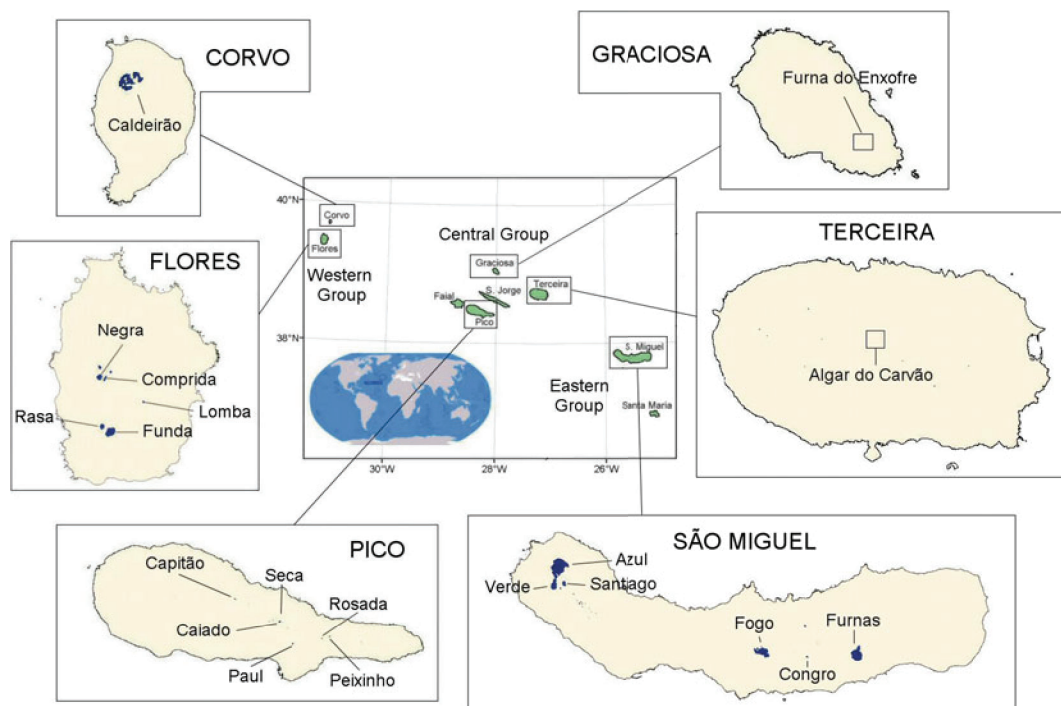 CORVO
Caldeirão
GRACIOSA
Furna do Enxofre
FLORES
Negra
Comprida
Lomba
Rasa
Funda
40°N
38°N
30°W
28°W
26°W
Corvo
Flores
Western
Group
Central Group
Graciosa
Terceira
S. Jorge
Faial
Pico
S. Miguel
Eastern
Group
Santa Maria
TERCEIRA
Algar do Carvão
PICO
Capitão
Seca
Rosada
Caiado
Paul
Peixinho
SÃO MIGUEL
Azul
Verde
Santiago
Fogo
Furnas
Congro